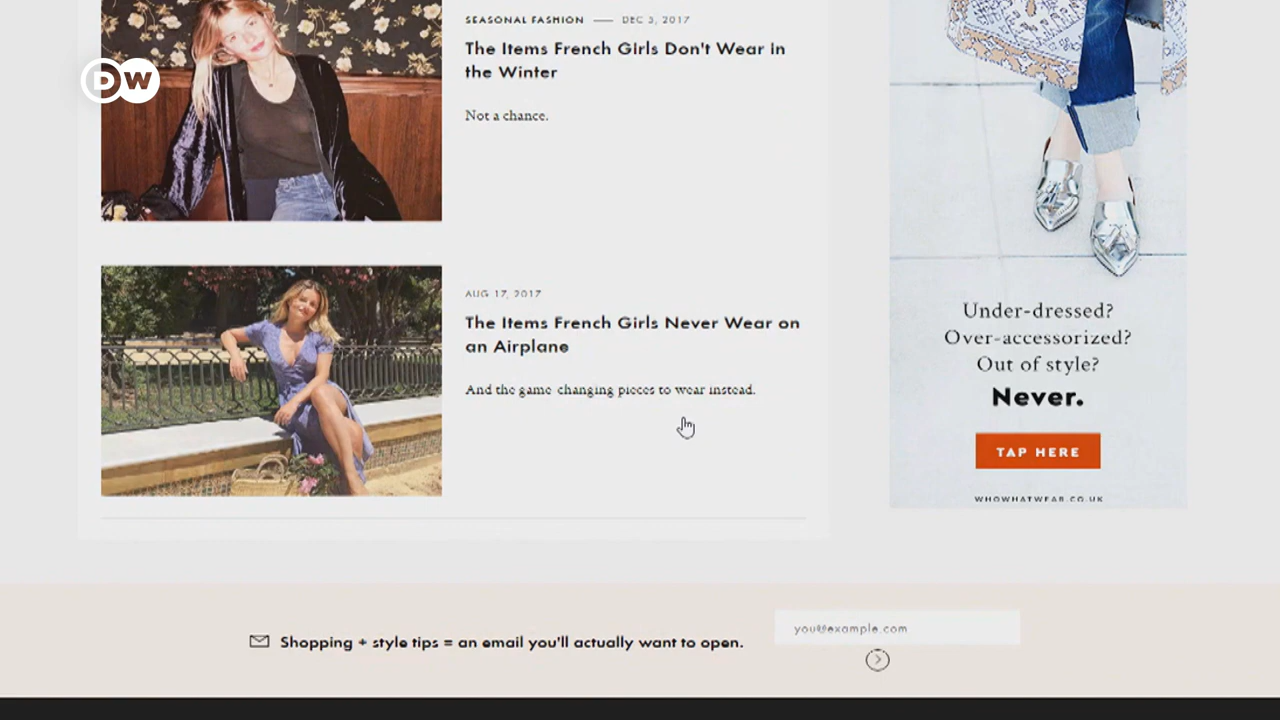 DW
SEASONAL FASHION — DEC 3, 2017
The Items French Girls Don't Wear in
the Winter
Not a chance.
AUG 17, 2017
The Items French Girls Never Wear on
an Airplane
And the game-changing pieces to wear instead.
Under-dressed?
Over-accessorized?
Out of style?
Never.
TAP HERE
WHOWHATWEAR.CO.UK
Shopping + style tips = an email you'll actually want to open.
you@example.com